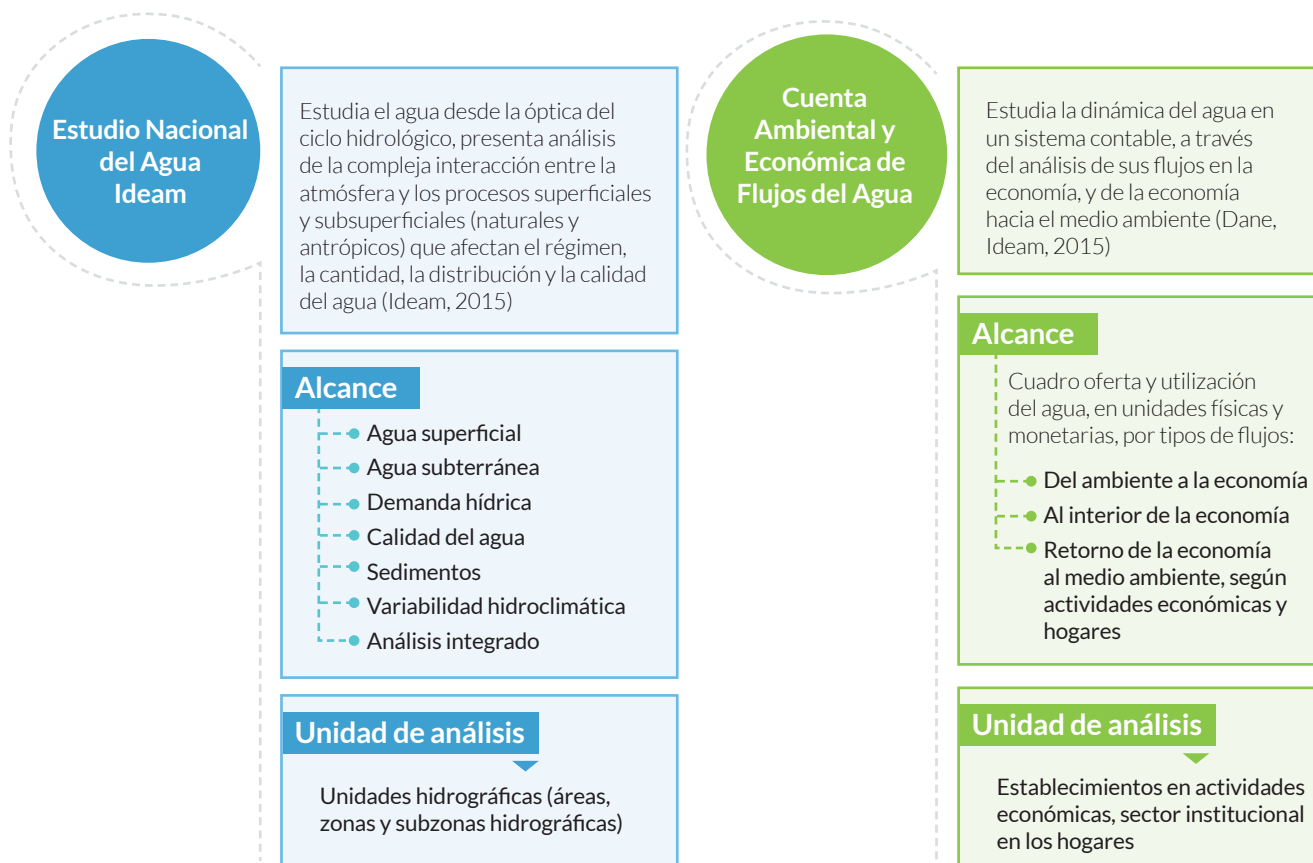 Estudio Nacional
del Agua
Ideam
Estudia el agua desde la óptica del
ciclo hidrológico, presenta análisis
de la compleja interacción entre la
atmósfera y los procesos superficiales
y subsuperficiales (naturales y
antrópicos) que afectan el régimen,
la cantidad, la distribución y la calidad
del agua (Ideam, 2015)
Alcance
Agua superficial
Agua subterránea
Demanda hídrica
Calidad del agua
Sedimentos
Variabilidad hidroclimática
Análisis integrado
Unidad de análisis
Unidades hidrográficas (áreas,
zonas y subzonas hidrográficas)
Cuenta
Ambiental y
Económica de
Flujos del Agua
Estudia la dinámica del agua en
un sistema contable, a través
del análisis de sus flujos en la
economía, y de la economía
hacia el medio ambiente (Dane,
Ideam, 2015)
Alcance
Cuadro oferta y utilización
del agua, en unidades físicas y
monetarias, por tipos de flujos:
Del ambiente a la economía
Al interior de la economía
Retorno de la economía
al medio ambiente, según
actividades económicas y
hogares
Unidad de análisis
Establecimientos en actividades
económicas, sector institucional
en los hogares